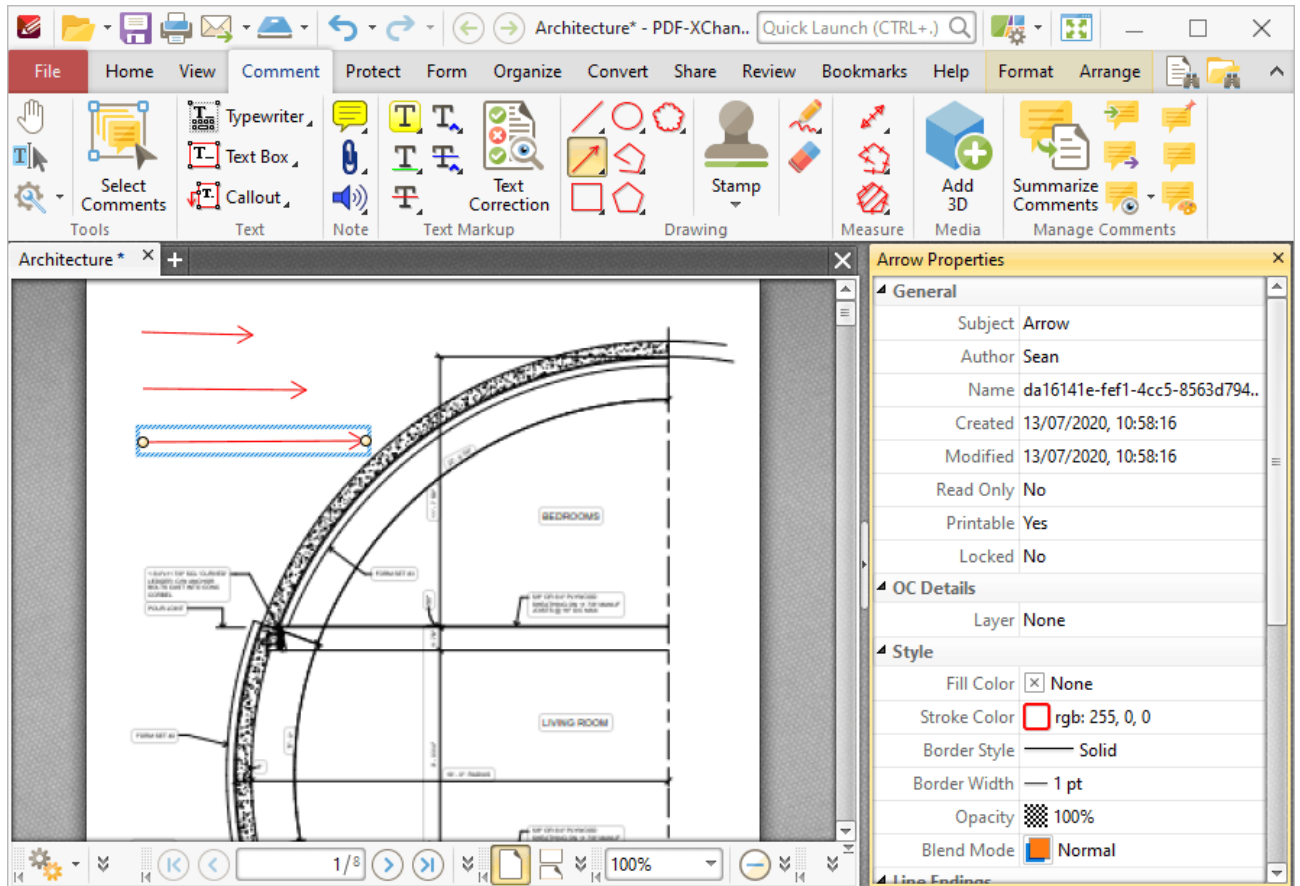 Architecture* - PDF-XChan.. Quick Launch (CTRL+.)
File Home View Comment Protect Form Organize Convert Share Review Bookmarks Help Format Arrange
Typewriter
Text Box
Callout
Select Comments
Text Correction
Stamp
Add 3D
Summarize Comments
Tools Text Note Text Markup Drawing Measure Media Manage Comments
Architecture *
Arrow Properties
General
Subject Arrow
Author Sean
Name da16141e-fef1-4cc5-8563d794..
Created 13/07/2020, 10:58:16
Modified 13/07/2020, 10:58:16
Read Only No
Printable Yes
Locked No
OC Details
Layer None
Style
Fill Color None
Stroke Color rgb: 255, 0, 0
Border Style Solid
Border Width 1 pt
Opacity 100%
Blend Mode Normal
Line Endings
BEDROOMS
LIVING ROOM
POUR JOINT
1/8
100%